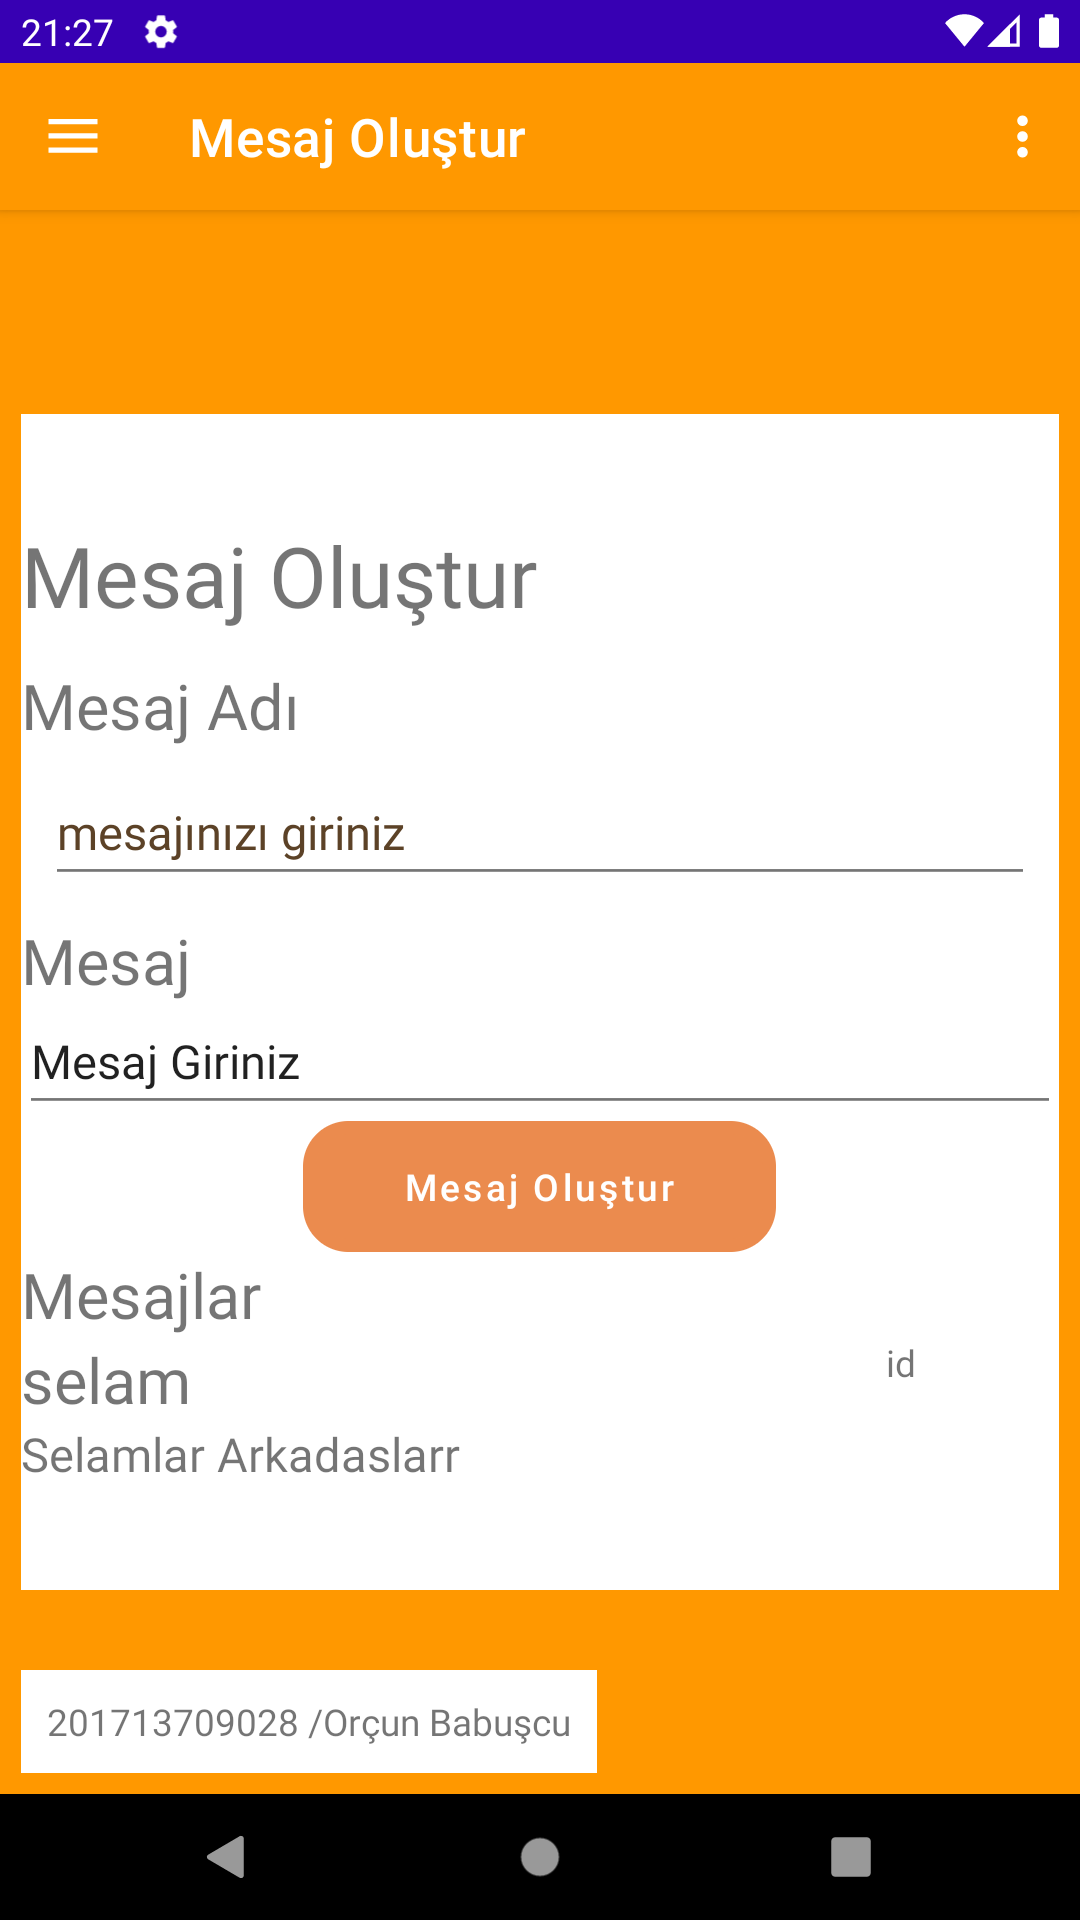 21:27
Mesaj Oluştur
Mesaj Oluştur
Mesaj Adı
mesajınızı giriniz
Mesaj
Mesaj Giriniz
Mesaj Oluştur
Mesajlar
selam
id
Selamlar Arkadaslarr
201713709028 /Orçun Babuşcu